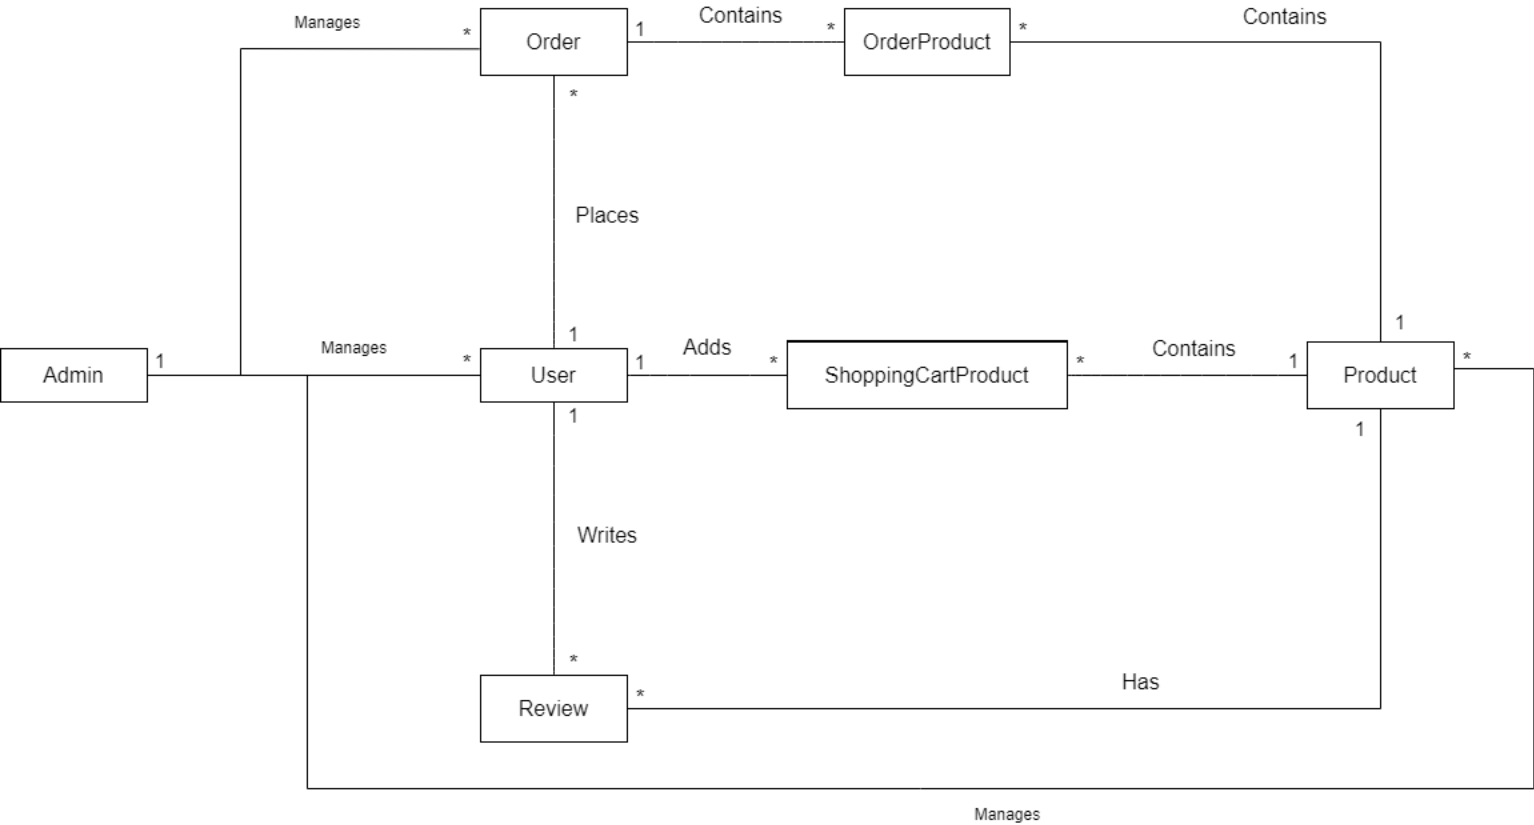 Manages
*
Order
1
Contains
*
OrderProduct
*
Contains
*
Places
1
1
Admin
1
Manages
*
User
1
Adds
*
ShoppingCartProduct
*
Contains
1
Product
*
1
1
Writes
*
Review
*
Has
Manages